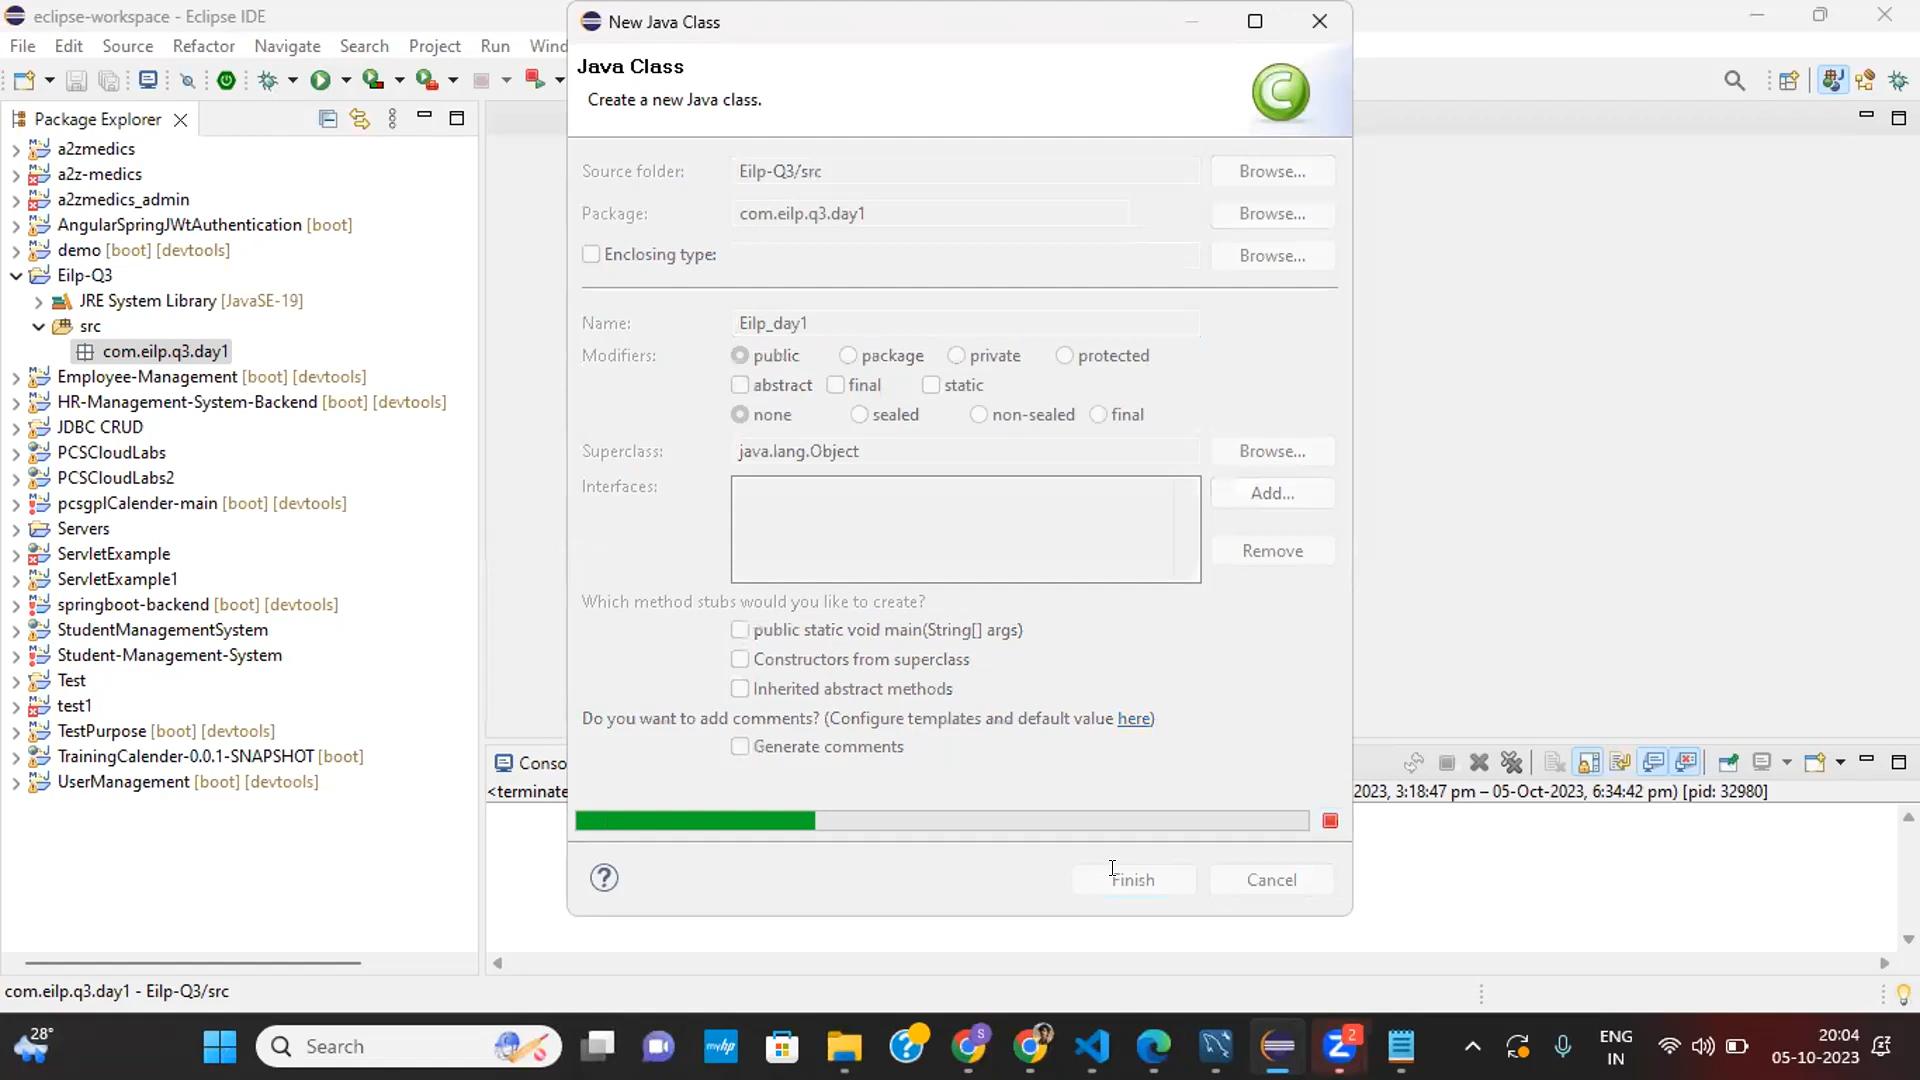 eclipse-workspace - Eclipse IDE
File Edit Source Refactor Navigate Search Project Run Wind
Package Explorer
a2zmedics
a2z-medics
a2zmedics_admin
AngularSpringJWtAuthentication [boot]
demo [boot] [devtools]
Eilp-Q3
JRE System Library [JavaSE-19]
src
com.eilp.q3.day1
Employee-Management [boot] [devtools]
HR-Management-System-Backend [boot] [devtools]
JDBC CRUD
PCSCloudLabs
PCSCloudLabs2
pcsgplCalender-main [boot] [devtools]
Servers
ServletExample
ServletExample1
springboot-backend [boot] [devtools]
StudentManagementSystem
Student-Management-System
Test
test1
TestPurpose [boot] [devtools]
TrainingCalender-0.0.1-SNAPSHOT [boot]
UserManagement [boot] [devtools]
New Java Class
Java Class
Create a new Java class.
Source folder: Eilp-Q3/src Browse...
Package: com.eilp.q3.day1 Browse...
Enclosing type: Browse...
Name: Eilp_day1
Modifiers: public package private protected
abstract final static
none sealed non-sealed final
Superclass: java.lang.Object Browse...
Interfaces: Add...
Remove
Which method stubs would you like to create?
public static void main(String[] args)
Constructors from superclass
Inherited abstract methods
Do you want to add comments? (Configure templates and default value here)
Generate comments
Finish Cancel
Conso
<terminate 2023, 3:18:47 pm – 05-Oct-2023, 6:34:42 pm) [pid: 32980]
com.eilp.q3.day1 - Eilp-Q3/src
28°
Search
myhp
S
Z
2
ENG
IN
20:04
05-10-2023